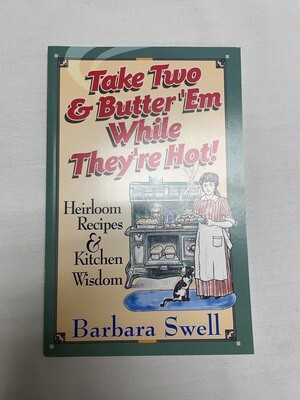 Take Two
& Butter 'Em
While
They're Hot!
Heirloom
Recipes
&
Kitchen
Wisdom
Barbara Swell